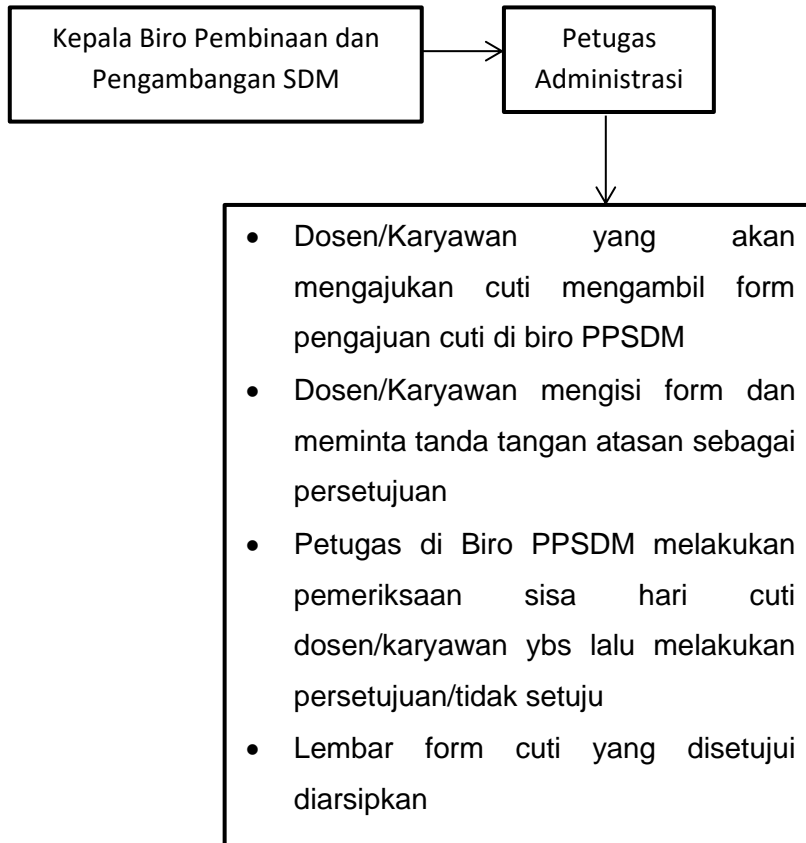 Kepala Biro Pembinaan dan
Pengambangan SDM
Petugas
Administrasi
• Dosen/Karyawan yang akan
mengajukan cuti mengambil form
pengajuan cuti di biro PPSDM
• Dosen/Karyawan mengisi form dan
meminta tanda tangan atasan sebagai
persetujuan
• Petugas di Biro PPSDM melakukan
pemeriksaan sisa hari cuti
dosen/karyawan ybs lalu melakukan
persetujuan/tidak setuju
• Lembar form cuti yang disetujui
diarsipkan